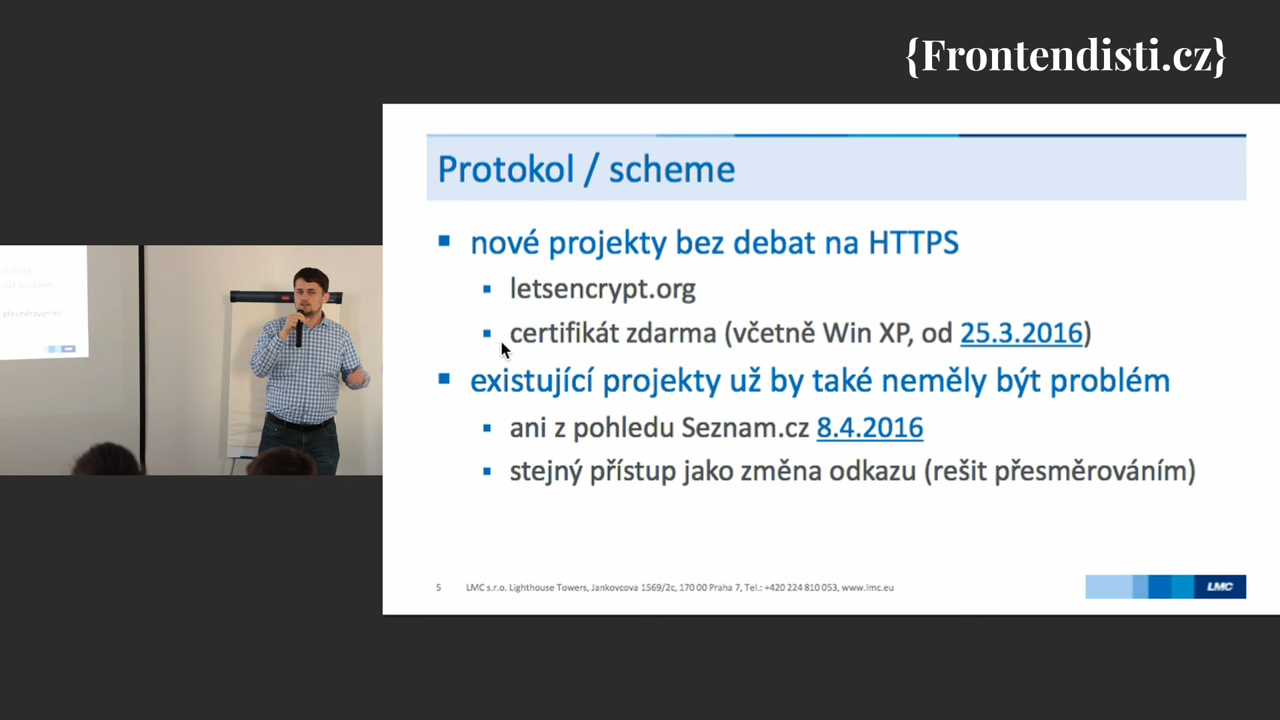 {Frontendisti.cz}
Protokol / scheme
nové projekty bez debat na HTTPS
letsencrypt.org
certifikát zdarma (včetně Win XP, od 25.3.2016)
existující projekty už by také neměly být problém
ani z pohledu Seznam.cz 8.4.2016
stejný přístup jako změna odkazu (rešit přesměrováním)
5 LMC s.r.o. Lighthouse Towers, Jankovcova 1569/2c, 170 00 Praha 7, Tel.: +420 224 810 053, www.lmc.eu
LMC
být problém
přesměrováním)